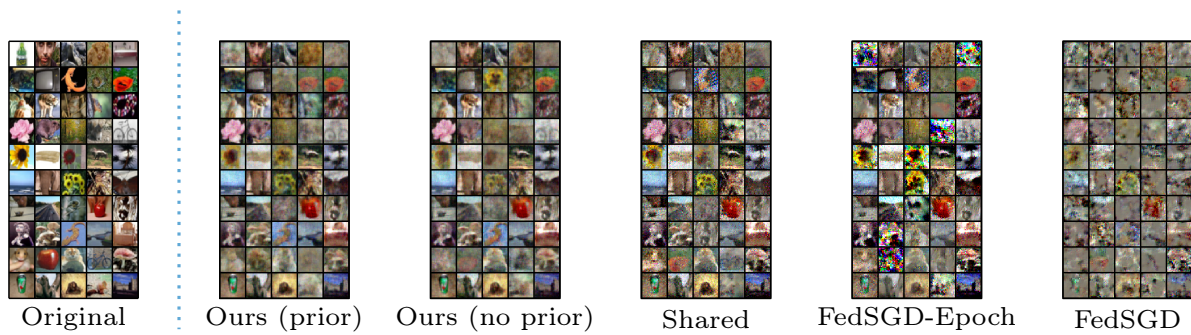 Original
Ours (prior)
Ours (no prior)
Shared
FedSGD-Epoch
FedSGD